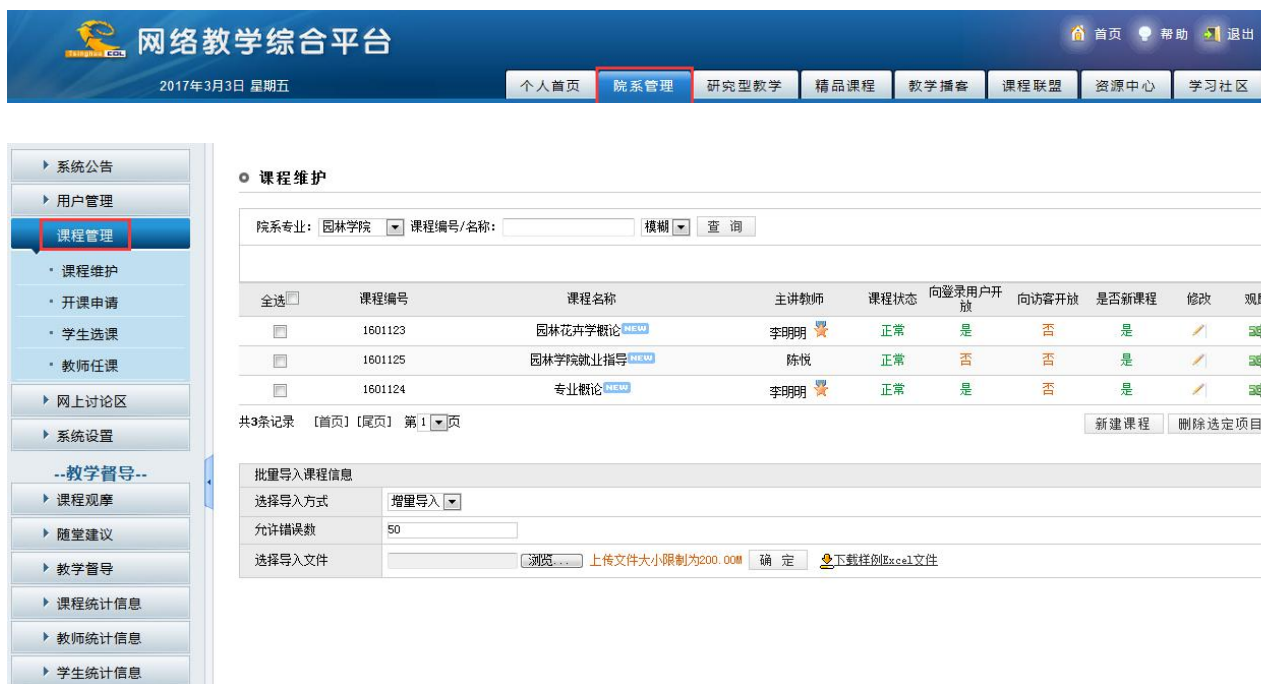 TsingHua COL
网络教学综合平台
首页 帮助 退出
2017年3月3日 星期五
个人首页 院系管理 研究型教学 精品课程 教学播客 课程联盟 资源中心 学习社区
系统公告
用户管理
课程管理
课程维护
开课申请
学生选课
教师任课
网上讨论区
系统设置
--教学督导--
课程观摩
随堂建议
教学督导
课程统计信息
教师统计信息
学生统计信息
课程维护
院系专业: 园林学院 课程编号/名称: 模糊 查 询
全选 课程编号 课程名称 主讲教师 课程状态 向登录用户开放 向访客开放 是否新课程 修改
1601123 园林花卉学概论 NEW 李明明 正常 是 否 是
1601125 园林学院就业指导 NEW 陈悦 正常 否 否 是
1601124 专业概论 NEW 李明明 正常 是 否 是
共3条记录 [首页] [尾页] 第 1 页
新建课程 删除选定项目
批量导入课程信息
选择导入方式 增量导入
允许错误数 50
选择导入文件 浏览... 上传文件大小限制为200.00M 确 定 下载样例Excel文件